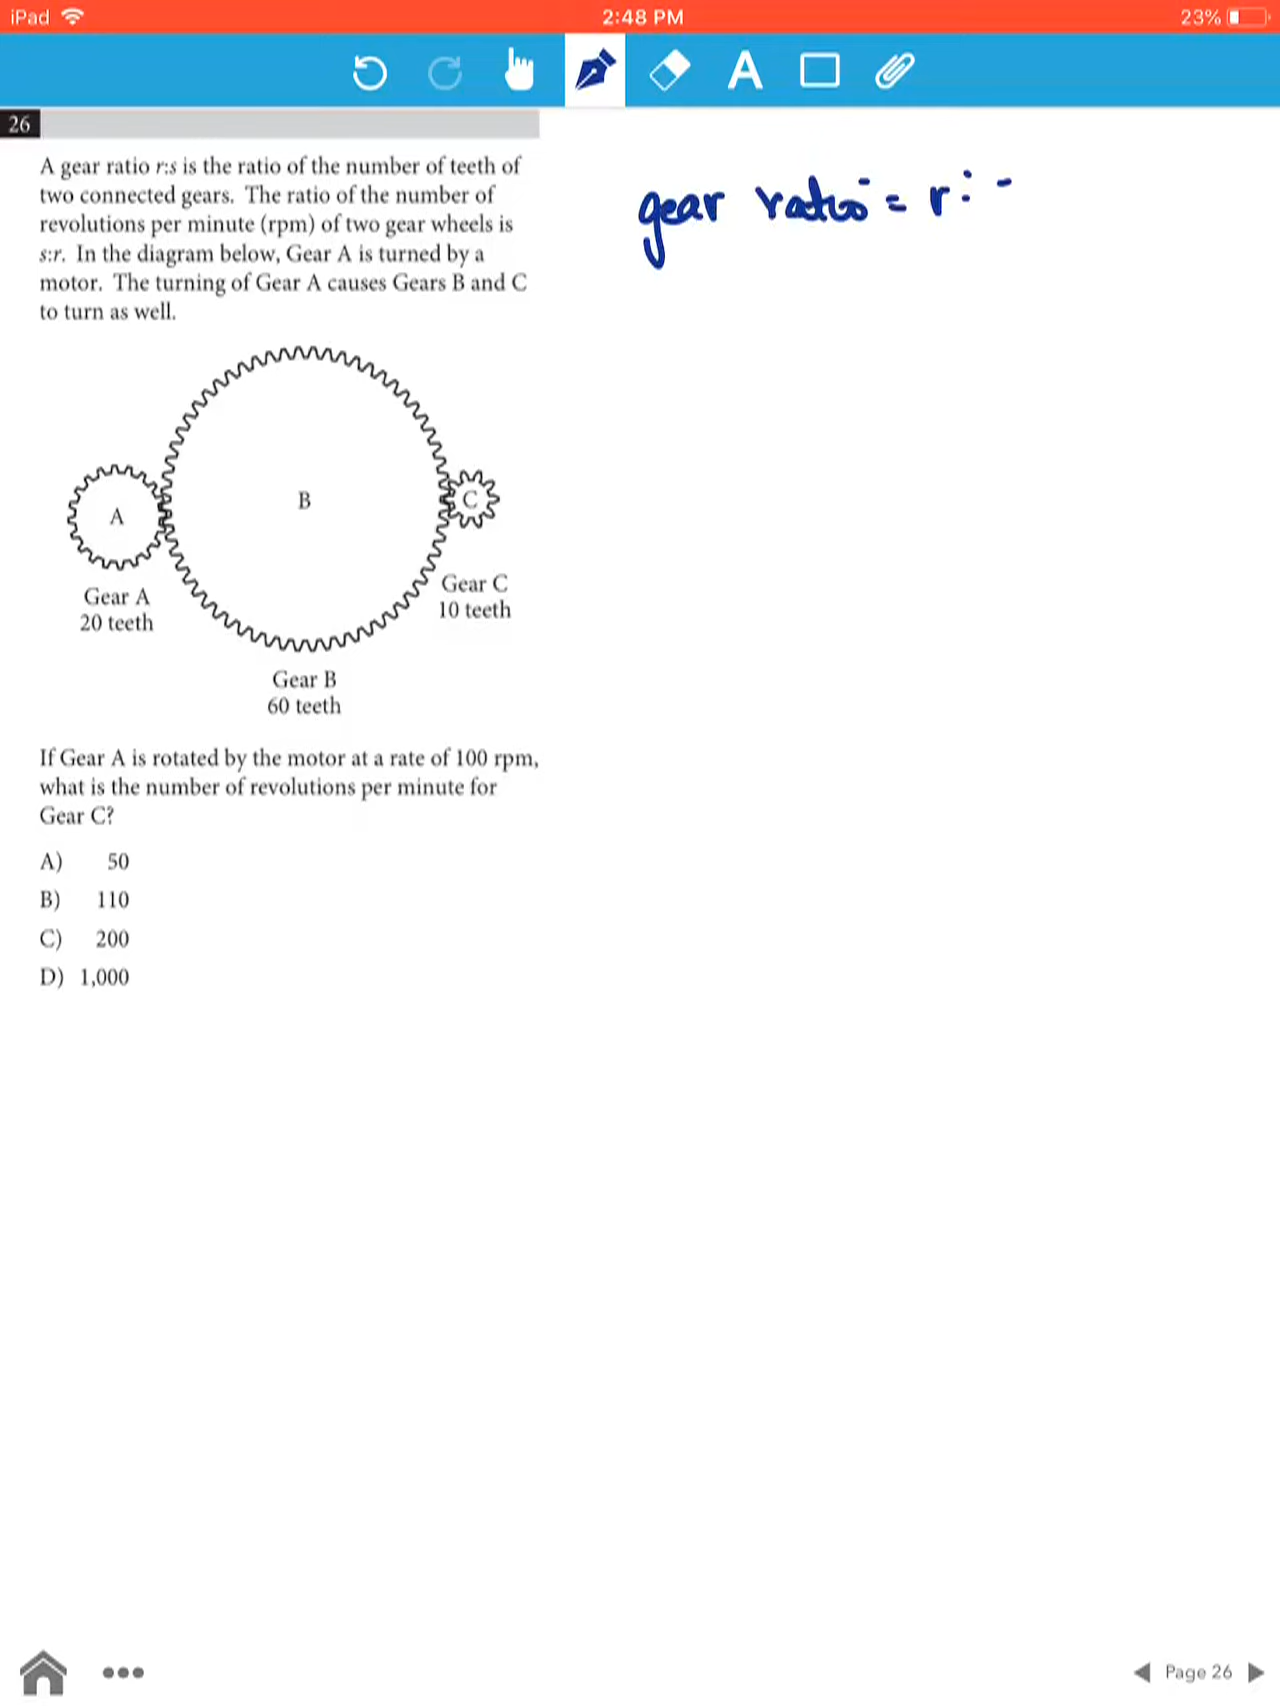 iPad 2:48 PM 23%
A
26
A gear ratio r:s is the ratio of the number of teeth of
two connected gears. The ratio of the number of
revolutions per minute (rpm) of two gear wheels is
s:r. In the diagram below, Gear A is turned by a
motor. The turning of Gear A causes Gears B and C
to turn as well.
gear ratio = r: -
A
B
C
Gear A
20 teeth
Gear C
10 teeth
Gear B
60 teeth
If Gear A is rotated by the motor at a rate of 100 rpm,
what is the number of revolutions per minute for
Gear C?
A) 50
B) 110
C) 200
D) 1,000
Page 26